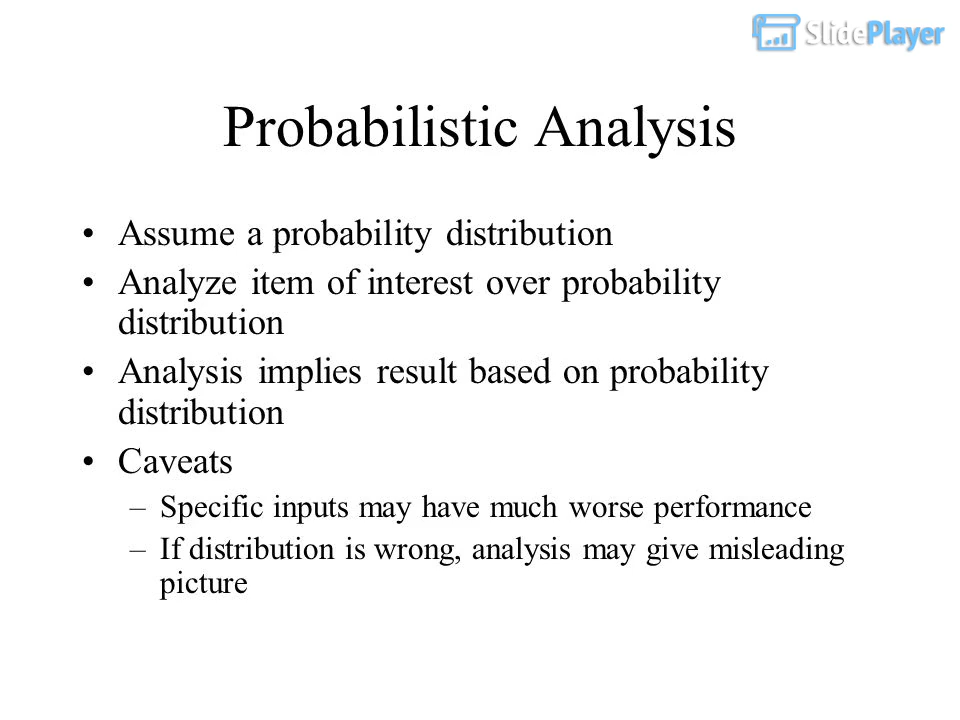 SlidePlayer
Probabilistic Analysis
• Assume a probability distribution
• Analyze item of interest over probability
distribution
• Analysis implies result based on probability
distribution
• Caveats
– Specific inputs may have much worse performance
– If distribution is wrong, analysis may give misleading
picture